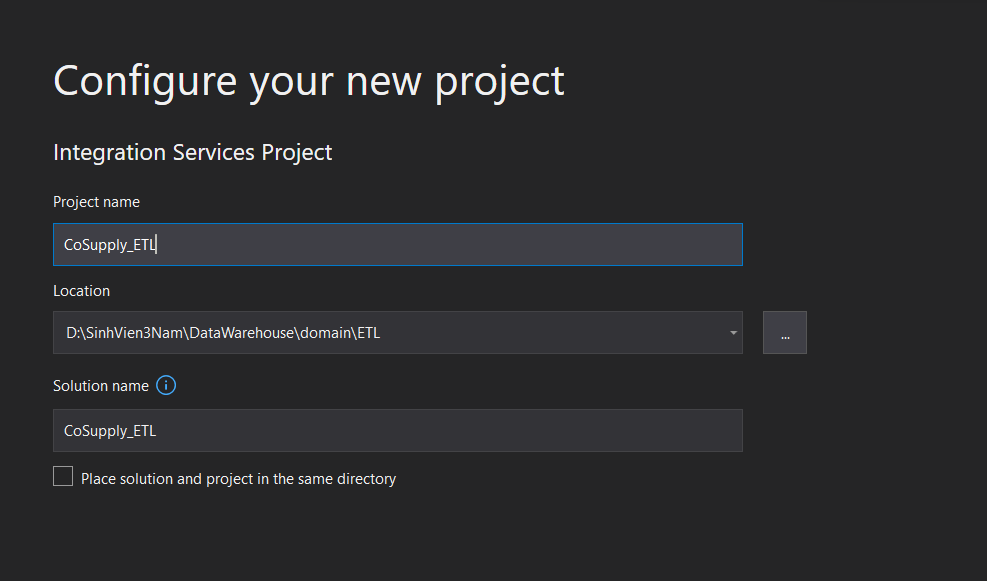 Configure your new project
Integration Services Project
Project name
CoSupply_ETL
Location
D:\SinhVien3Nam\DataWarehouse\domain\ETL
...
Solution name
CoSupply_ETL
Place solution and project in the same directory